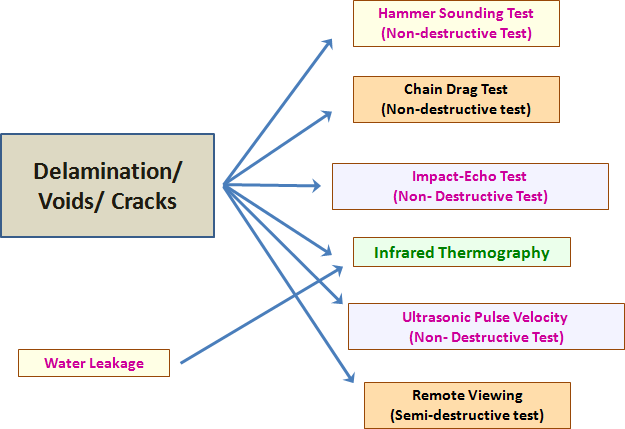 Hammer Sounding Test
(Non-destructive Test)
Chain Drag Test
(Non-destructive test)
Delamination/
Voids/ Cracks
Impact-Echo Test
(Non- Destructive Test)
Infrared Thermography
Ultrasonic Pulse Velocity
(Non- Destructive Test)
Water Leakage
Remote Viewing
(Semi-destructive test)